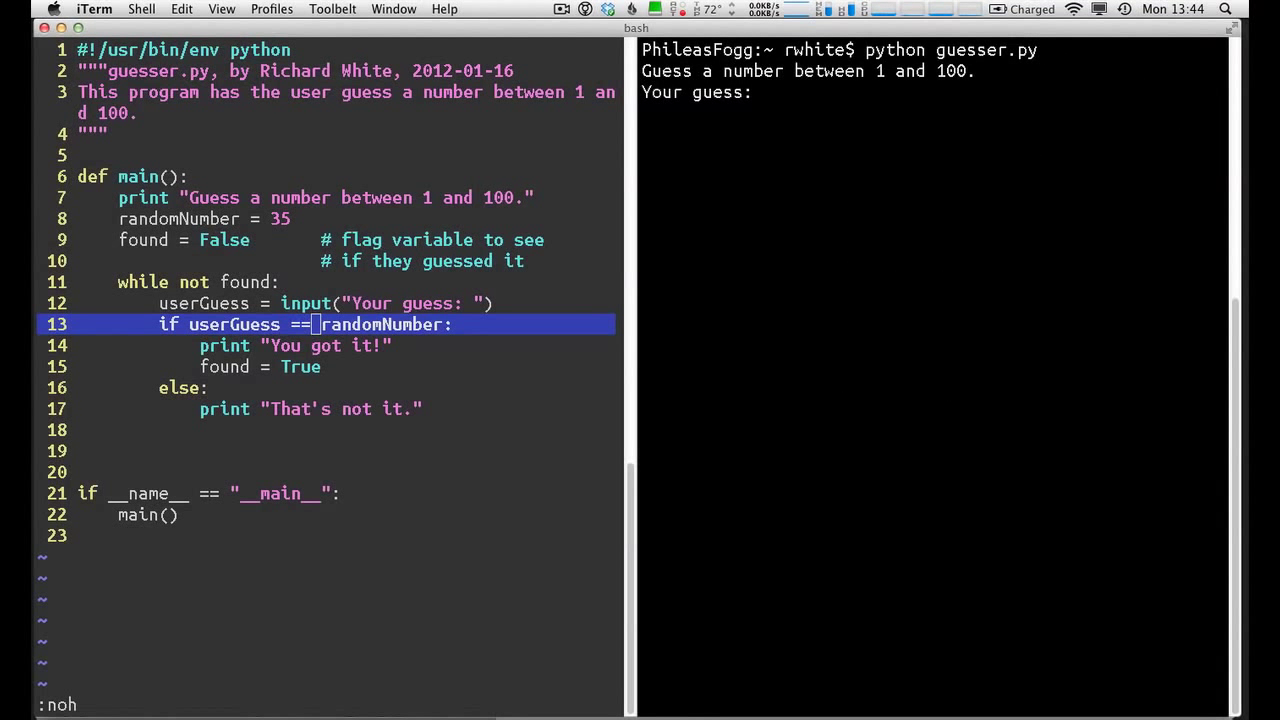 iTerm Shell Edit View Profiles Toolbelt Window Help 72° 0.0KB/s 0.0KB/s Charged Mon 13:44
bash
1 #!/usr/bin/env python
2 """guesser.py, by Richard White, 2012-01-16
3 This program has the user guess a number between 1 an
d 100.
4 """
5
6 def main():
7 print "Guess a number between 1 and 100."
8 randomNumber = 35
9 found = False # flag variable to see
10 # if they guessed it
11 while not found:
12 userGuess = input("Your guess: ")
13 if userGuess == randomNumber:
14 print "You got it!"
15 found = True
16 else:
17 print "That's not it."
18
19
20
21 if __name__ == "__main__":
22 main()
23
~
~
~
~
~
~
~
:noh
PhileasFogg:~ rwhite$ python guesser.py
Guess a number between 1 and 100.
Your guess: